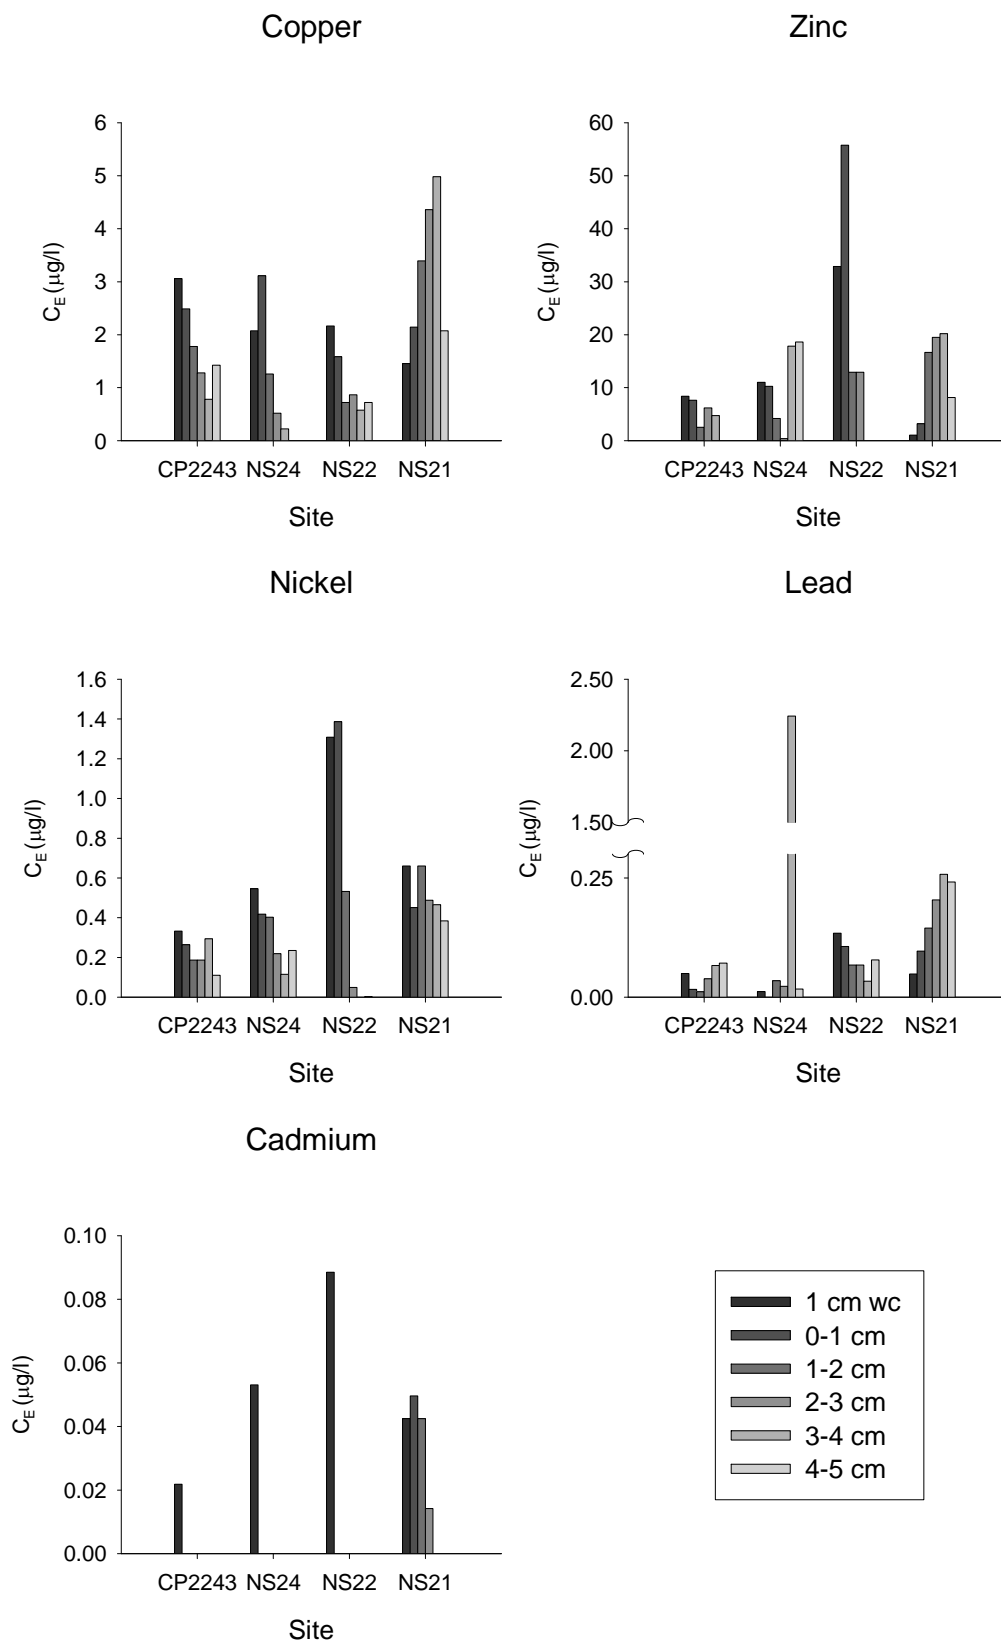 Copper
6
5
4
3
2
1
0
C_E (µg/l)
CP2243 NS24 NS22 NS21
Site
Zinc
60
50
40
30
20
10
0
C_E (µg/l)
CP2243 NS24 NS22 NS21
Site
Nickel
1.6
1.4
1.2
1.0
0.8
0.6
0.4
0.2
0.0
C_E (µg/l)
CP2243 NS24 NS22 NS21
Site
Lead
2.50
2.00
1.50
0.25
0.00
C_E (µg/l)
CP2243 NS24 NS22 NS21
Site
Cadmium
0.10
0.08
0.06
0.04
0.02
0.00
C_E (µg/l)
CP2243 NS24 NS22 NS21
Site
1 cm wc
0-1 cm
1-2 cm
2-3 cm
3-4 cm
4-5 cm